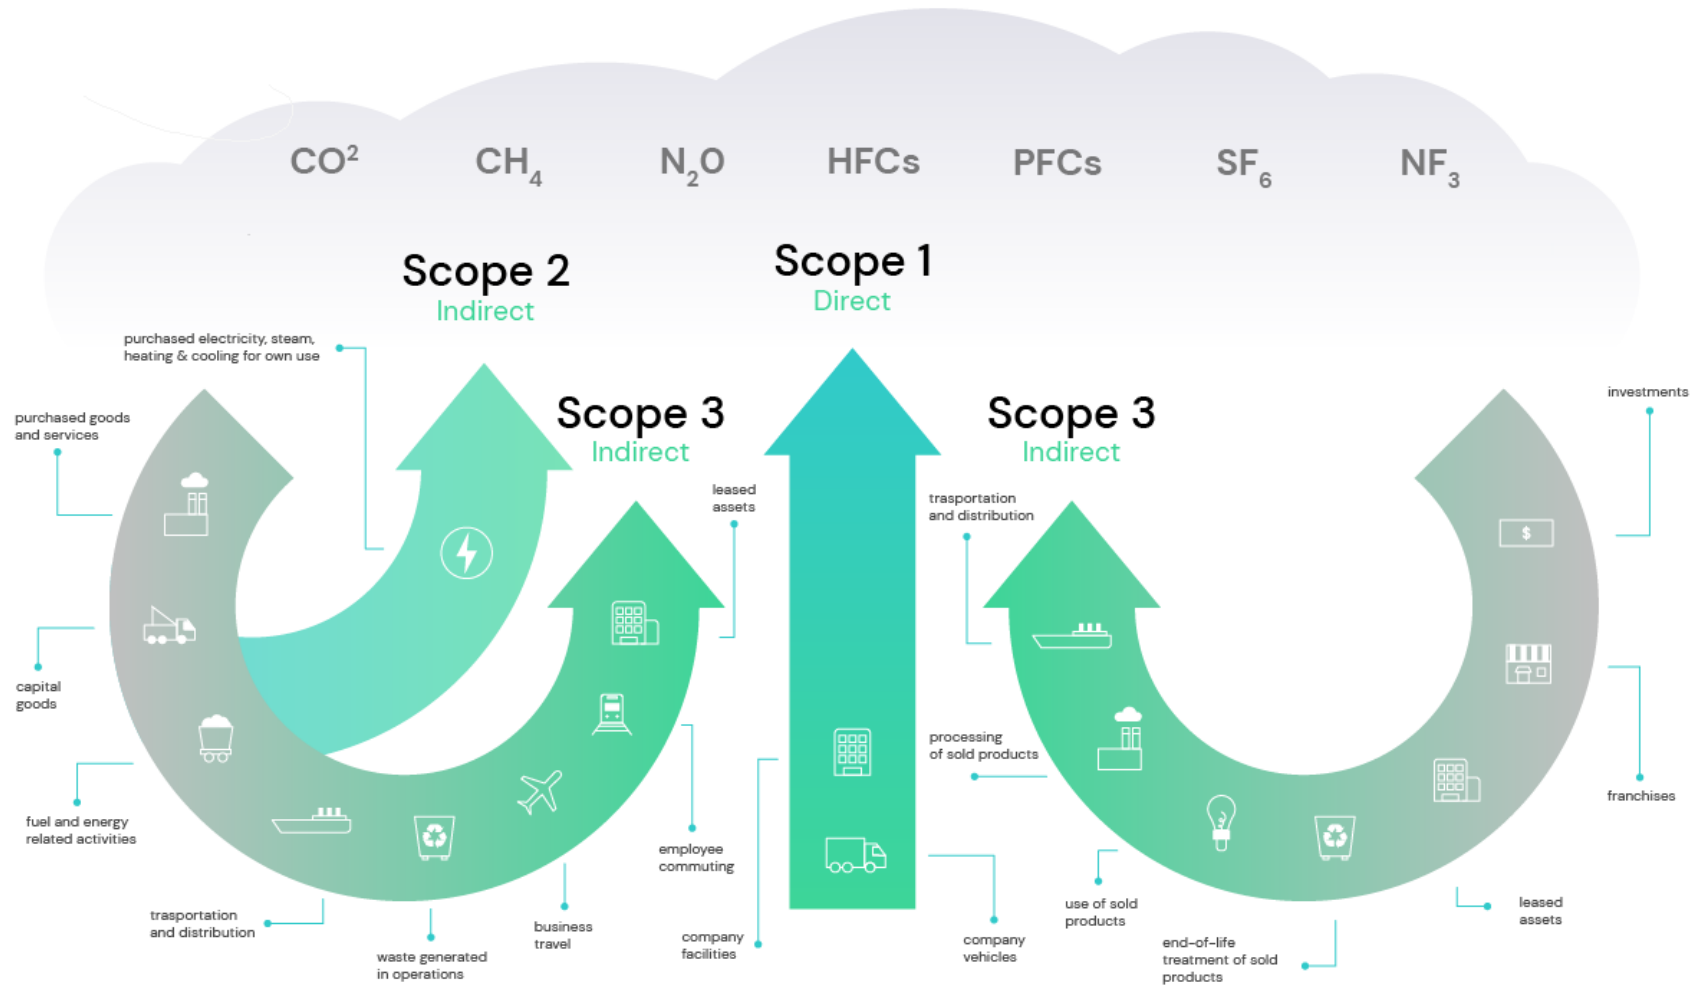 CO²
CH₄
N₂O
HFCs
PFCs
SF₆
NF₃
Scope 2
Indirect
Scope 1
Direct
purchased electricity, steam,
heating & cooling for own use
Scope 3
Indirect
Scope 3
Indirect
purchased goods
and services
capital
goods
fuel and energy
related activities
trasportation
and distribution
waste generated
in operations
business
travel
employee
commuting
leased
assets
company
facilities
company
vehicles
trasportation
and distribution
processing
of sold products
use of sold
products
end-of-life
treatment of sold
products
leased
assets
franchises
investments
$